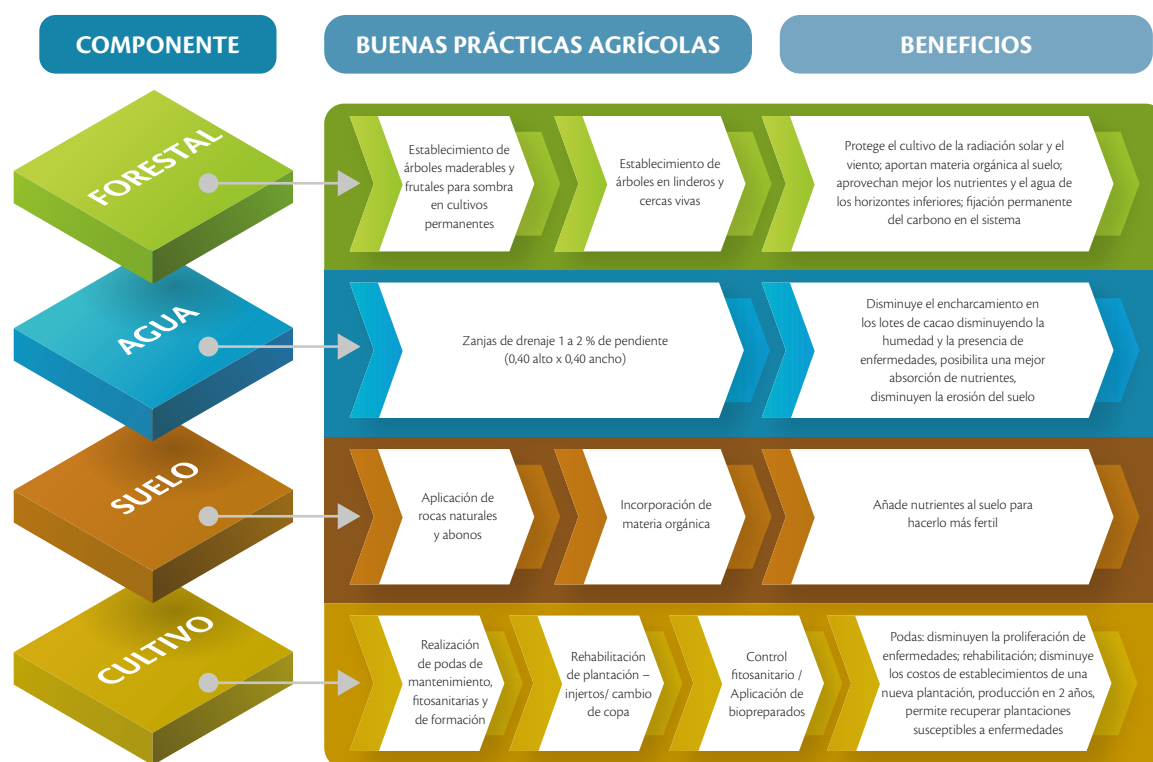 COMPONENTE
BUENAS PRÁCTICAS AGRÍCOLAS
BENEFICIOS
FORESTAL
Establecimiento de
árboles maderables y
frutales para sombra
en cultivos
permanentes
Establecimiento de
árboles en linderos y
cercas vivas
Protege el cultivo de la radiación solar y el
viento; aportan materia orgánica al suelo;
aprovechan mejor los nutrientes y el agua de
los horizontes inferiores; fijación permanente
del carbono en el sistema
AGUA
Zanjas de drenaje 1 a 2 % de pendiente
(0,40 alto x 0,40 ancho)
Disminuye el encharcamiento en
los lotes de cacao disminuyendo la
humedad y la presencia de
enfermedades, posibilita una mejor
absorción de nutrientes,
disminuyen la erosión del suelo
SUELO
Aplicación de
rocas naturales
y abonos
Incorporación de
materia orgánica
Añade nutrientes al suelo para
hacerlo más fertil
CULTIVO
Realización
de podas de
mantenimiento,
fitosanitarias y
de formación
Rehabilitación
de plantación –
injertos/ cambio
de copa
Control
fitosanitario /
Aplicación de
biopreparados
Podas: disminuyen la proliferación de
enfermedades; rehabilitación; disminuye
los costos de establecimientos de una
nueva plantación, producción en 2 años,
permite recuperar plantaciones
susceptibles a enfermedades